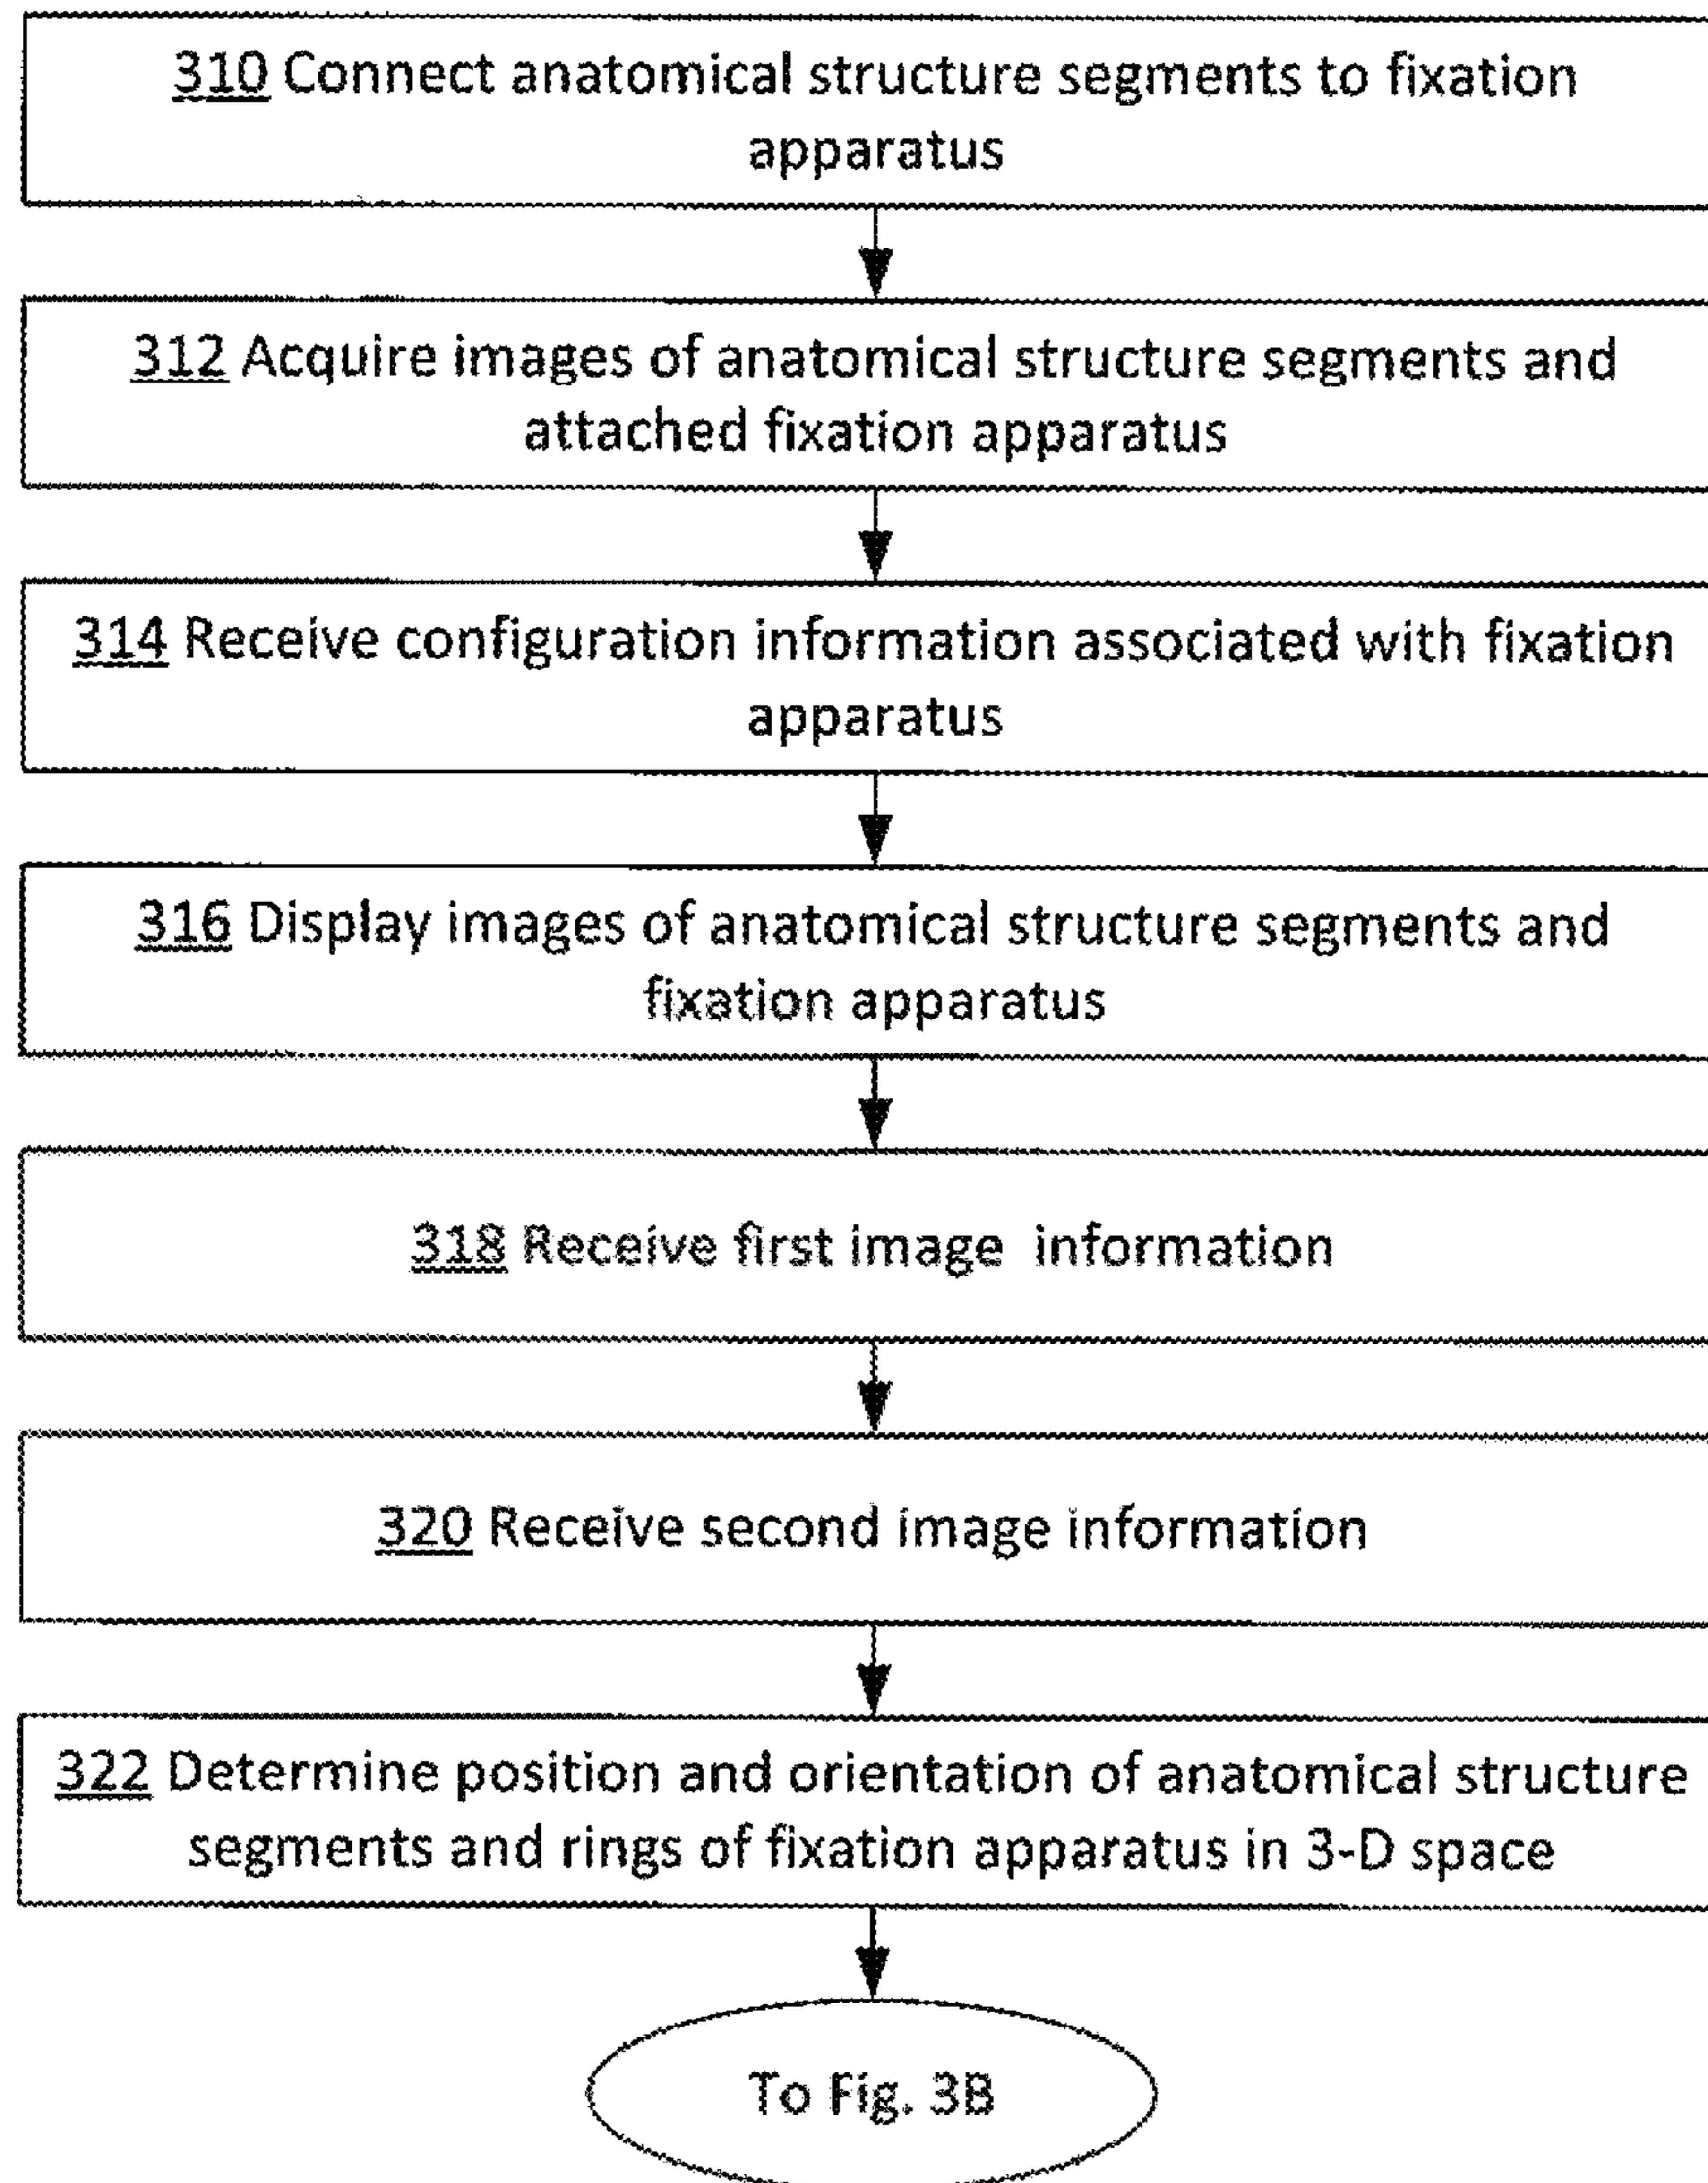 310 Connect anatomical structure segments to fixation
apparatus
312 Acquire images of anatomical structure segments and
attached fixation apparatus
314 Receive configuration information associated with fixation
apparatus
316 Display images of anatomical structure segments and
fixation apparatus
318 Receive first image information
320 Receive second image information
322 Determine position and orientation of anatomical structure
segments and rings of fixation apparatus in 3-D space
To Fig. 3B